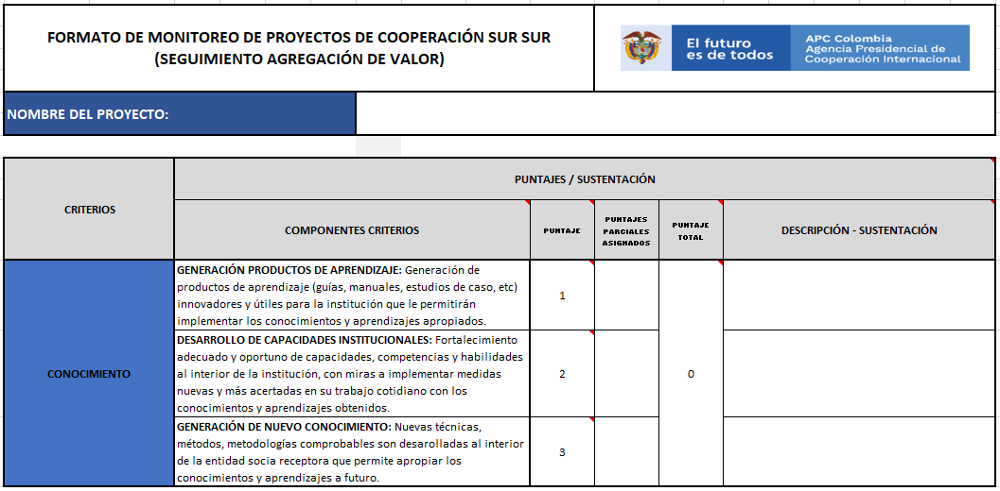 FORMATO DE MONITOREO DE PROYECTOS DE COOPERACIÓN SUR SUR
(SEGUIMIENTO AGREGACIÓN DE VALOR)
El futuro
es de todos
APC Colombia
Agencia Presidencial de
Cooperación Internacional
NOMBRE DEL PROYECTO:
CRITERIOS
PUNTAJES / SUSTENTACIÓN
COMPONENTES CRITERIOS
PUNTAJE
PUNTAJES
PARCIALES
ASIGNADOS
PUNTAJE
TOTAL
DESCRIPCIÓN - SUSTENTACIÓN
CONOCIMIENTO
GENERACIÓN PRODUCTOS DE APRENDIZAJE: Generación de
productos de aprendizaje (guías, manuales, estudios de caso, etc)
innovadores y útiles para la institución que le permitirán
implementar los conocimientos y aprendizajes apropiados.
1
DESARROLLO DE CAPACIDADES INSTITUCIONALES: Fortalecimiento
adecuado y oportuno de capacidades, competencias y habilidades
al interior de la institución, con miras a implementar medidas
nuevas y más acertadas en su trabajo cotidiano con los
conocimientos y aprendizajes obtenidos.
2
0
GENERACIÓN DE NUEVO CONOCIMIENTO: Nuevas técnicas,
métodos, metodologías comprobables son desarolladas al interior
de la entidad socia receptora que permite apropiar los
conocimientos y aprendizajes a futuro.
3